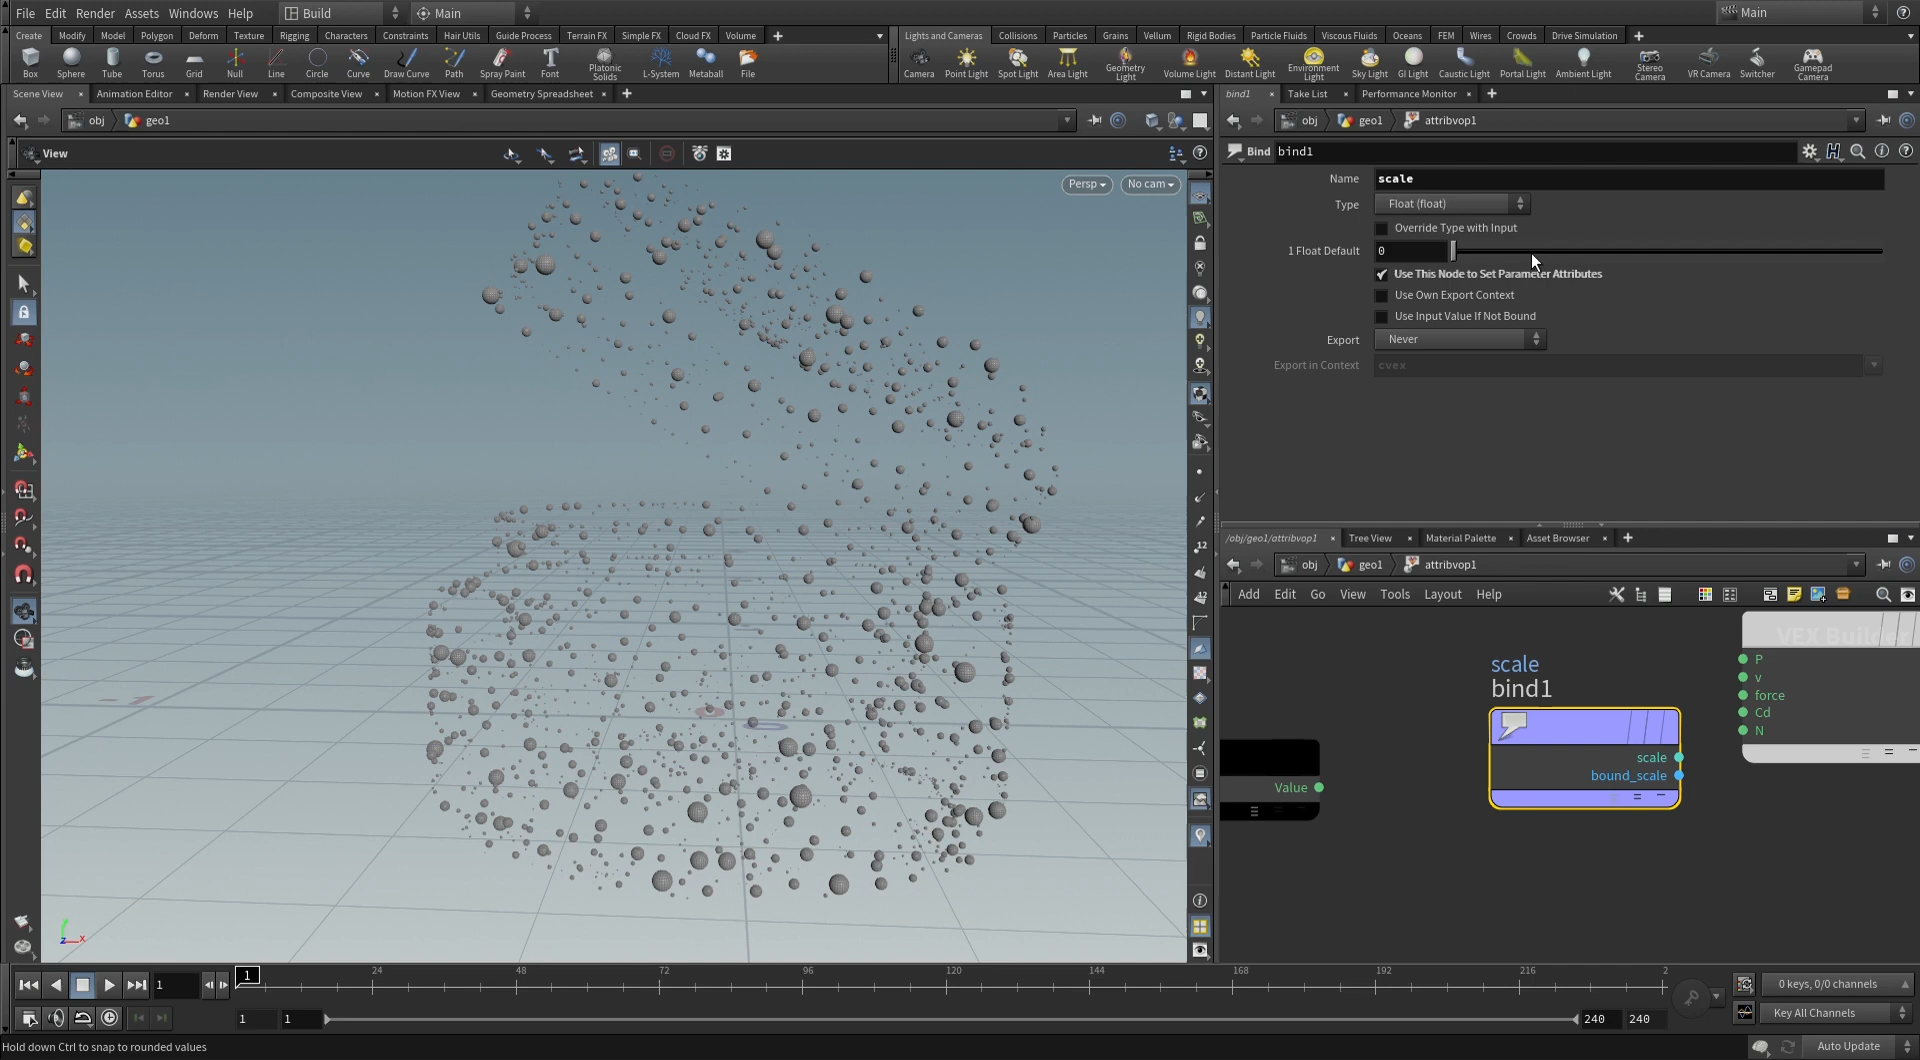 File Edit Render Assets Windows Help Build Main Main
Create Modify Model Polygon Deform Texture Rigging Characters Constraints Hair Utils Guide Process Terrain FX Simple FX Cloud FX Volume
Lights and Cameras Collisions Particles Grains Vellum Rigid Bodies Particle Fluids Viscous Fluids Oceans FEM Wires Crowds Drive Simulation
Box Sphere Tube Torus Grid Null Line Circle Curve Draw Curve Path Spray Paint Font Platonic Solids L-System Metaball File
Camera Point Light Spot Light Area Light Geometry Light Volume Light Distant Light Environment Light Sky Light GI Light Caustic Light Portal Light Ambient Light Stereo Camera VR Camera Switcher Gamepad Camera
Scene View Animation Editor Render View Composite View Motion FX View Geometry Spreadsheet
bind1 Take List Performance Monitor
obj geo1
obj geo1 attribvop1
View
Bind bind1
Persp No cam
Name scale
Type Float (float)
Override Type with Input
1 Float Default 0
Use This Node to Set Parameter Attributes
Use Own Export Context
Use Input Value If Not Bound
Export Never
Export in Context cvex
/obj/geo1/attribvop1 Tree View Material Palette Asset Browser
obj geo1 attribvop1
Add Edit Go View Tools Layout Help
VEX Builder
P
v
force
Cd
N
scale
bind1
scale
bound_scale
Value
1 24 48 72 96 120 144 168 192 216 2
1
0 keys, 0/0 channels
1 1 240 240
Key All Channels
Hold down Ctrl to snap to rounded values
Auto Update